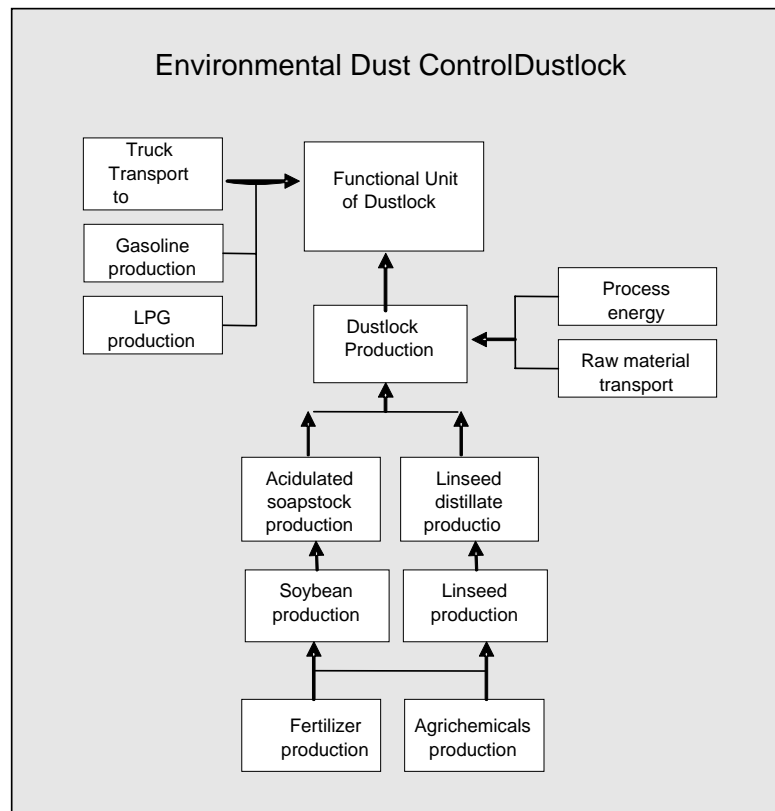 Environmental Dust ControlDustlock
Truck
Transport
to
Functional Unit
of Dustlock
Gasoline
production
LPG
production
Process
energy
Dustlock
Production
Raw material
transport
Acidulated
soapstock
production
Linseed
distillate
productio
Soybean
production
Linseed
production
Fertilizer
production
Agrichemicals
production